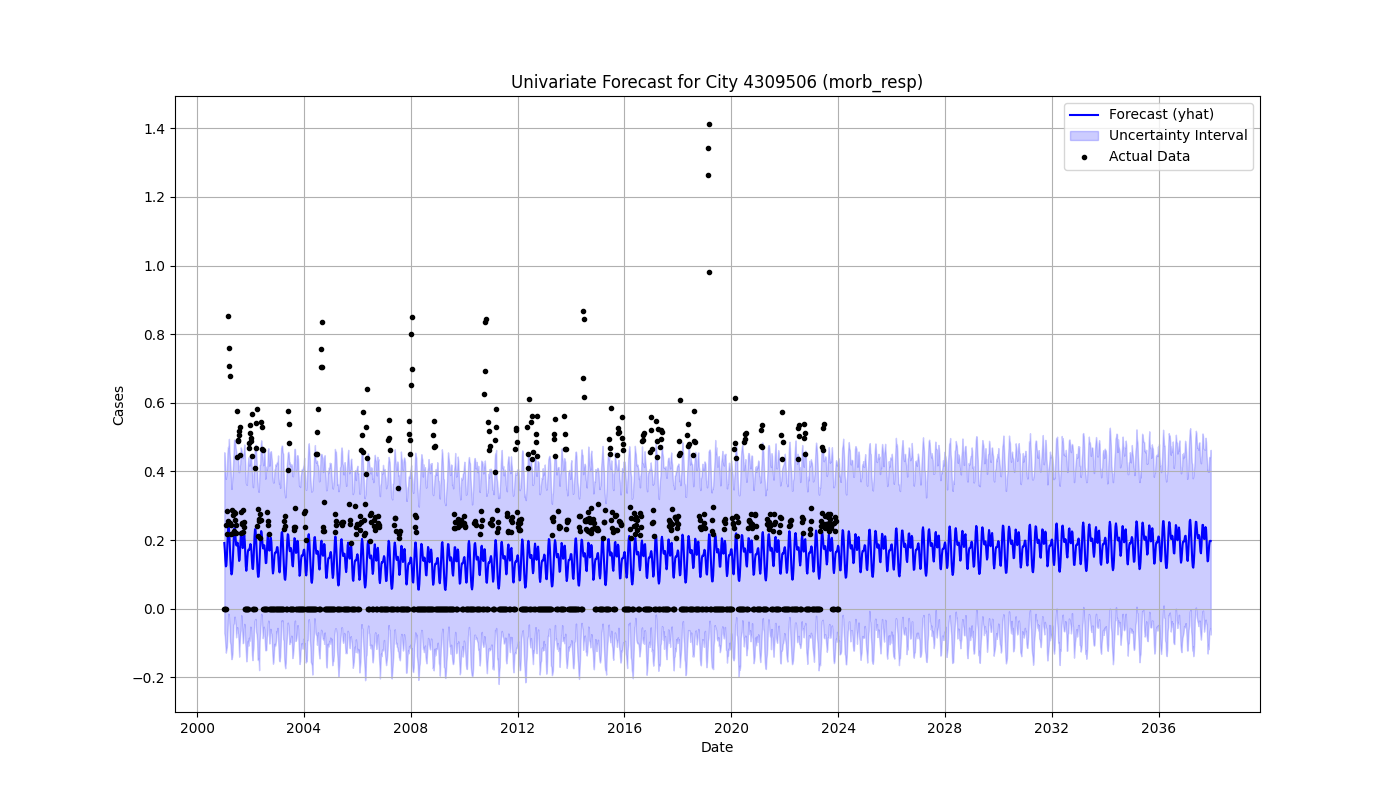 Univariate Forecast for City 4309506 (morb_resp)
Forecast (yhat)
Uncertainty Interval
Actual Data
Cases
1.4
1.2
1.0
0.8
0.6
0.4
0.2
0.0
−0.2
2000 2004 2008 2012 2016 2020 2024 2028 2032 2036
Date